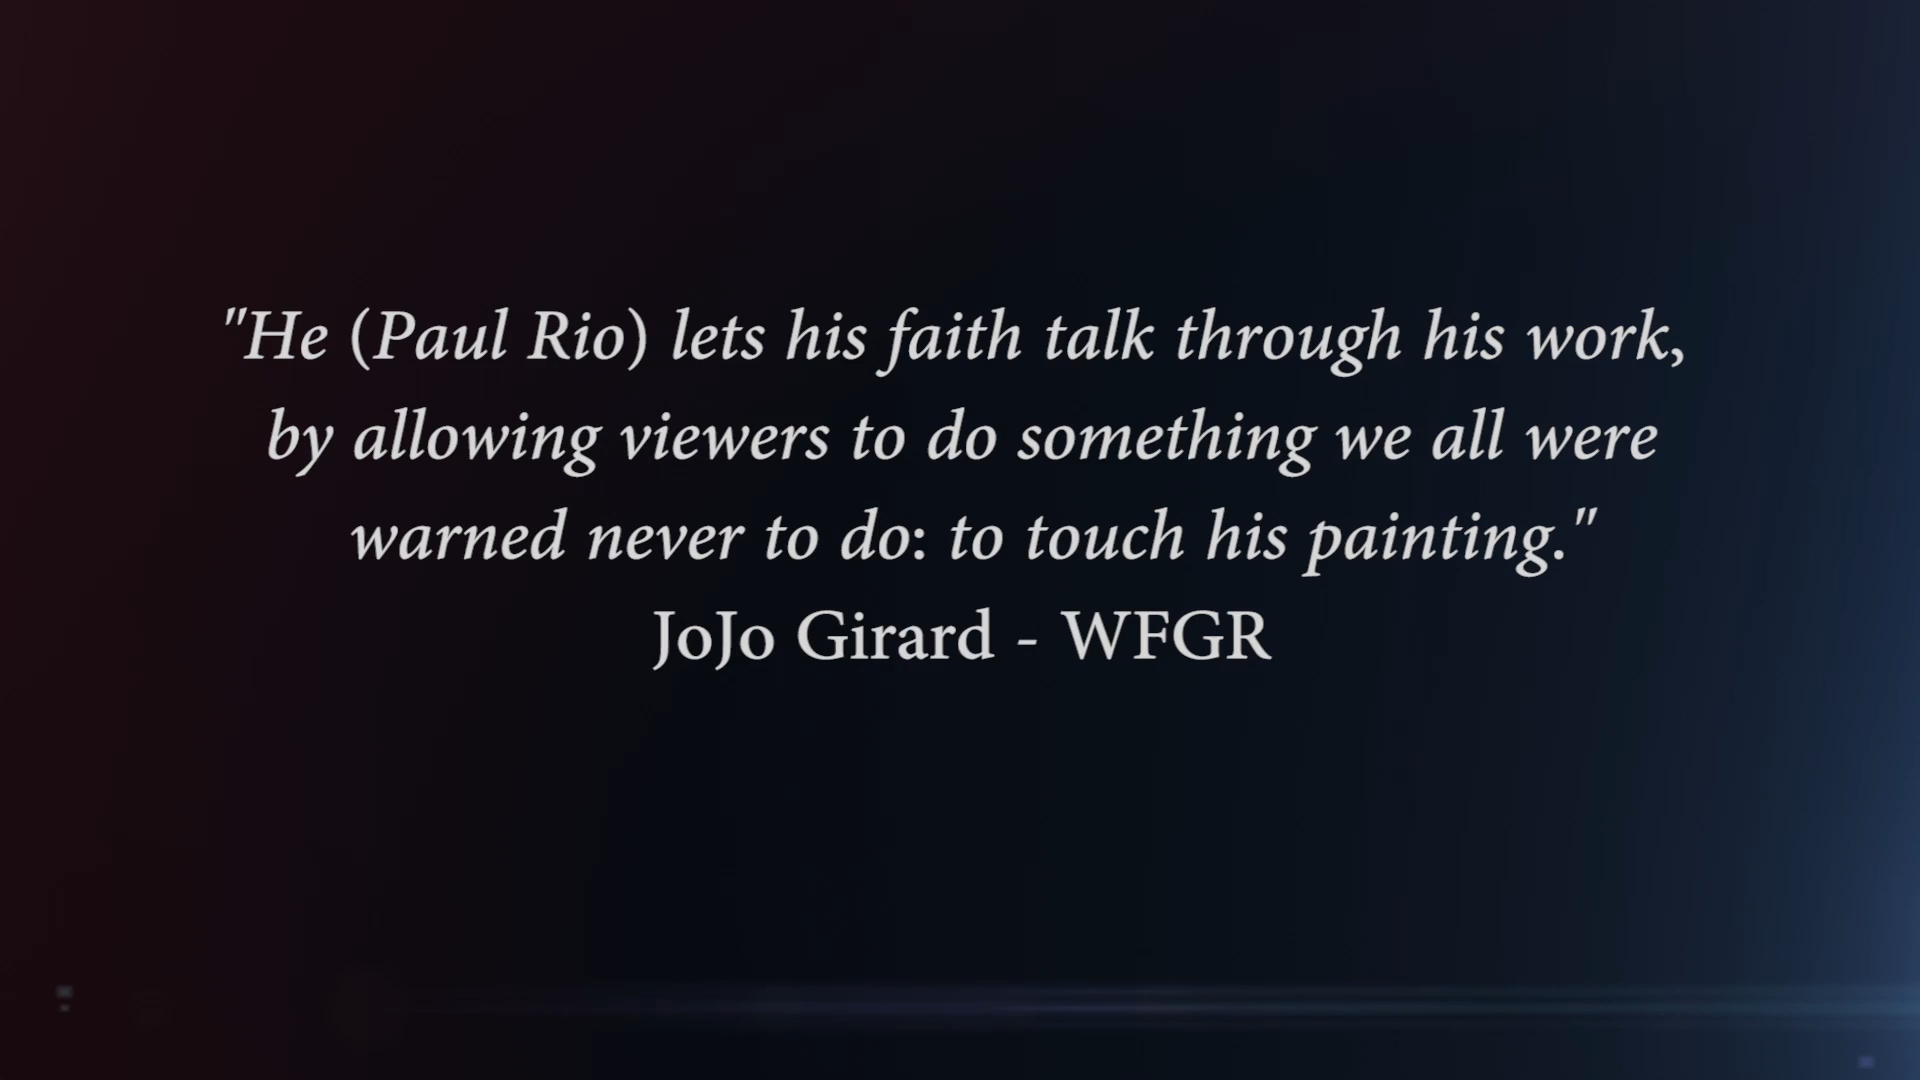 "He (Paul Rio) lets his faith talk through his work,
by allowing viewers to do something we all were
warned never to do: to touch his painting."
JoJo Girard - WFGR